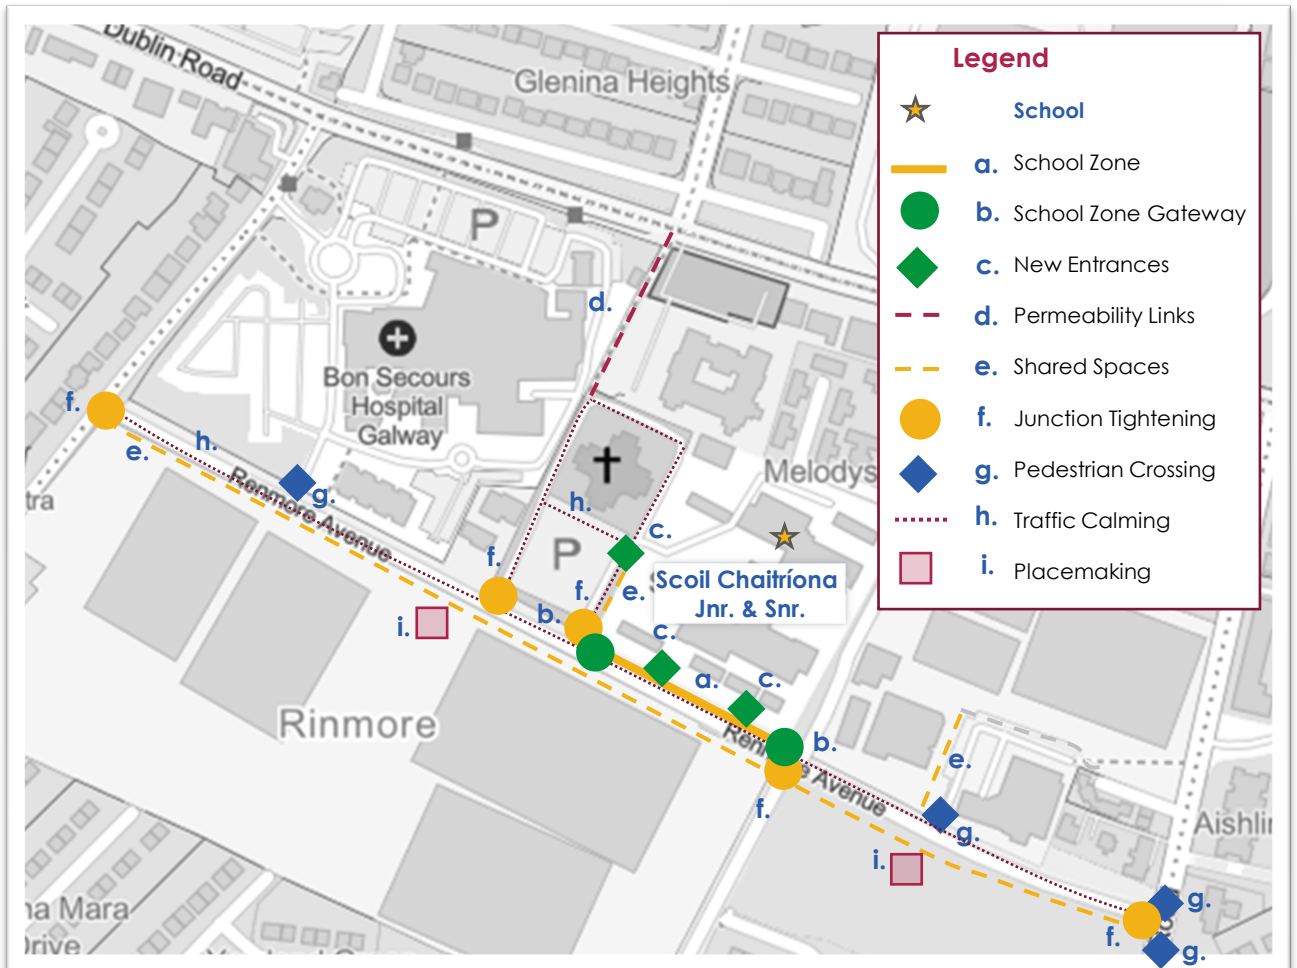 Dublin Road
Glenina Heights
P
d.
Bon Secours
Hospital
Galway
f.
e.
h.
Renmore Avenue
g.
tra
Melodys
h.
c.
P
f.
f.
e.
b.
Scoil Chaitríona
Jnr. & Snr.
i.
c.
a.
c.
Rinmore
b.
Avenue
f.
e.
g.
i.
Aishlin
g.
f.
g.
na Mara
Drive
Legend
School
a. School Zone
b. School Zone Gateway
c. New Entrances
d. Permeability Links
e. Shared Spaces
f. Junction Tightening
g. Pedestrian Crossing
h. Traffic Calming
i. Placemaking